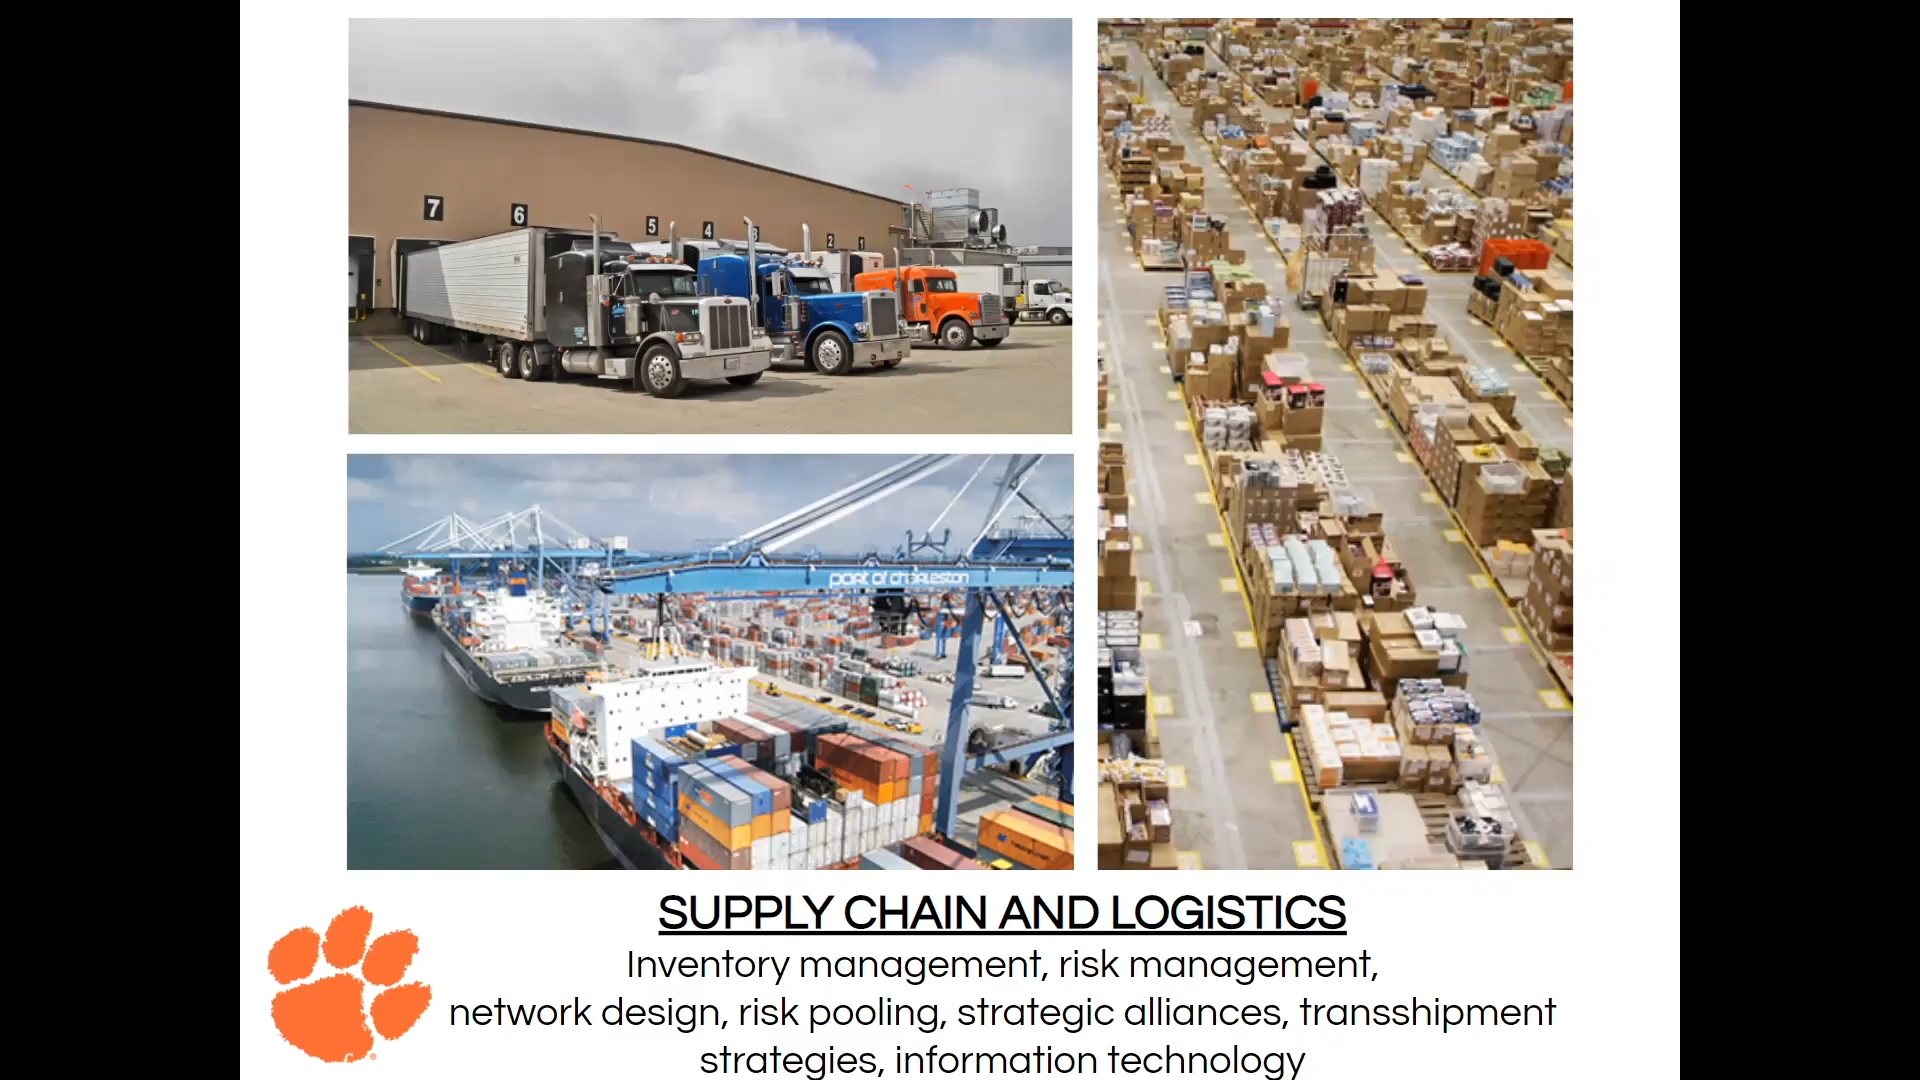 7
6
5
4
3
2
1
port of charleston
SUPPLY CHAIN AND LOGISTICS
Inventory management, risk management,
network design, risk pooling, strategic alliances, transshipment
strategies, information technology